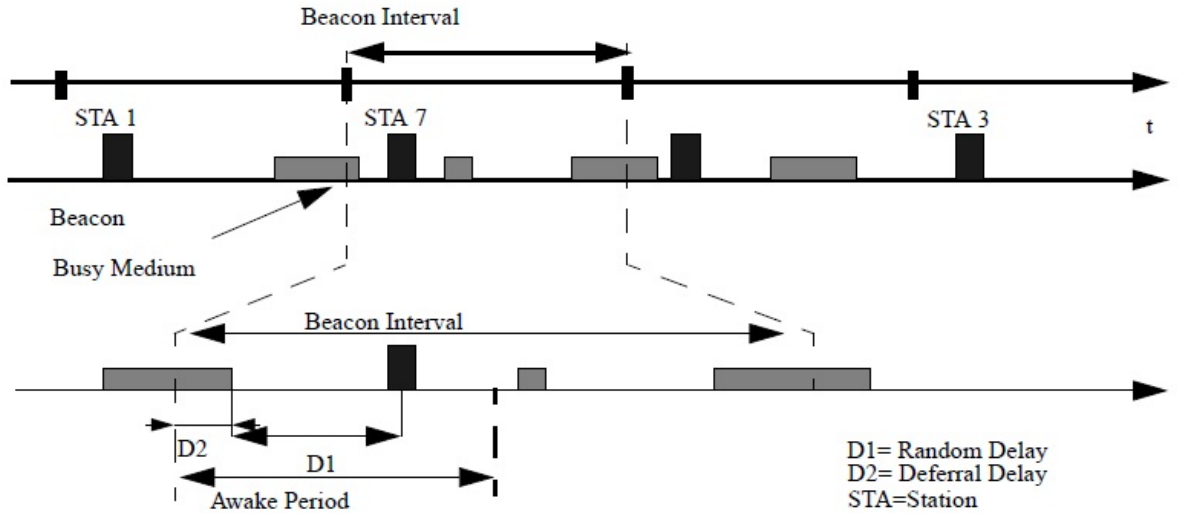 Beacon Interval
STA 1
STA 7
STA 3
t
Beacon
Busy Medium
Beacon Interval
D2
D1
Awake Period
D1= Random Delay
D2= Deferral Delay
STA=Station